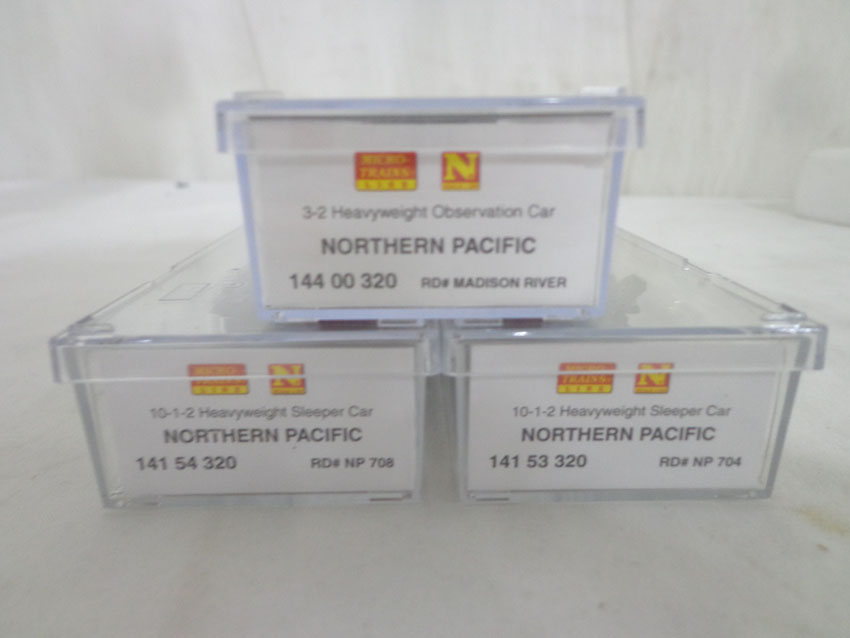 MICRO-
TRAINS
LINE
N
3-2 Heavyweight Observation Car
NORTHERN PACIFIC
144 00 320 RD# MADISON RIVER
MICRO-
TRAINS
LINE
N
10-1-2 Heavyweight Sleeper Car
NORTHERN PACIFIC
141 54 320 RD# NP 708
MICRO-
TRAINS
LINE
N
10-1-2 Heavyweight Sleeper Car
NORTHERN PACIFIC
141 53 320 RD# NP 704